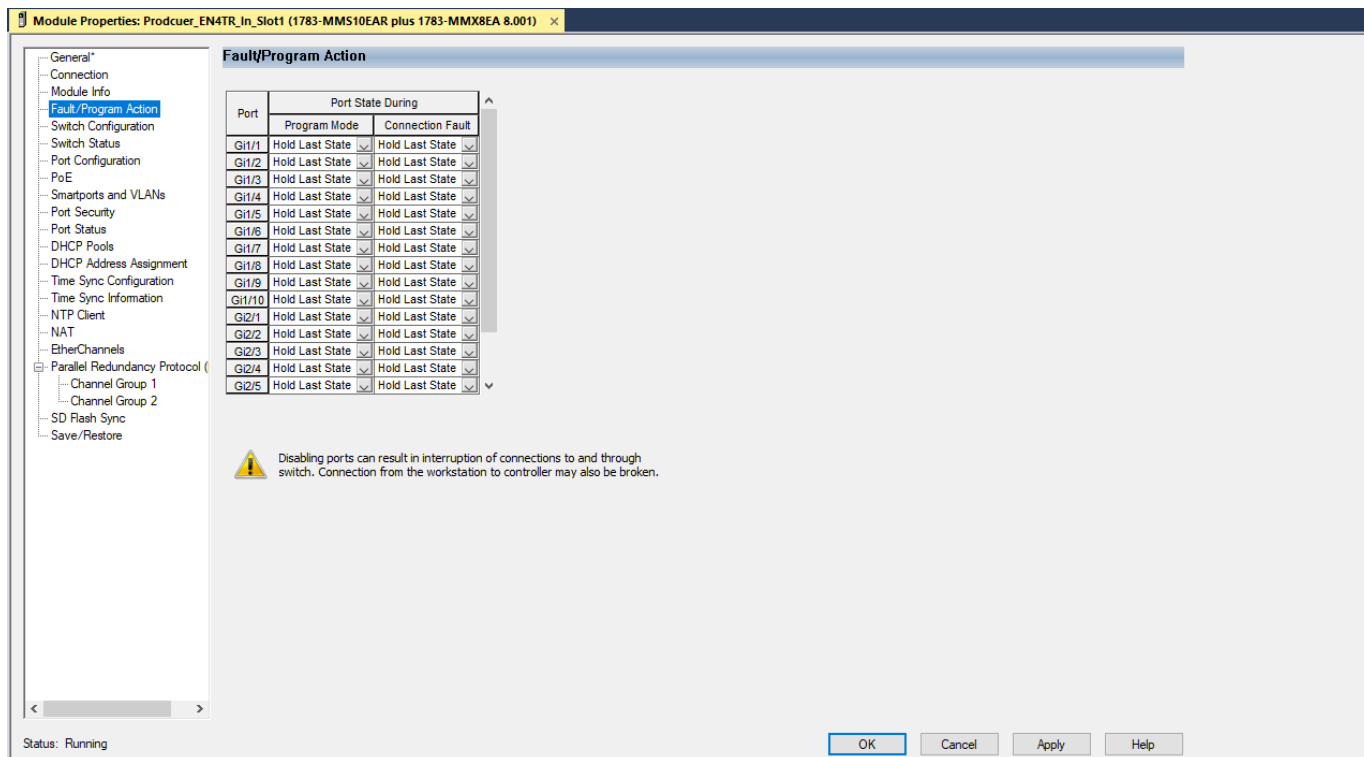 Module Properties: Prodcuer_EN4TR_In_Slot1 (1783-MMS10EAR plus 1783-MMX8EA 8.001) ×
General*
Connection
Module Info
Fault/Program Action
Switch Configuration
Switch Status
Port Configuration
PoE
Smartports and VLANs
Port Security
Port Status
DHCP Pools
DHCP Address Assignment
Time Sync Configuration
Time Sync Information
NTP Client
NAT
EtherChannels
Parallel Redundancy Protocol (
Channel Group 1
Channel Group 2
SD Flash Sync
Save/Restore
Fault/Program Action
Port Port State During
Program Mode Connection Fault
Gi1/1 Hold Last State Hold Last State
Gi1/2 Hold Last State Hold Last State
Gi1/3 Hold Last State Hold Last State
Gi1/4 Hold Last State Hold Last State
Gi1/5 Hold Last State Hold Last State
Gi1/6 Hold Last State Hold Last State
Gi1/7 Hold Last State Hold Last State
Gi1/8 Hold Last State Hold Last State
Gi1/9 Hold Last State Hold Last State
Gi1/10 Hold Last State Hold Last State
Gi2/1 Hold Last State Hold Last State
Gi2/2 Hold Last State Hold Last State
Gi2/3 Hold Last State Hold Last State
Gi2/4 Hold Last State Hold Last State
Gi2/5 Hold Last State Hold Last State
Disabling ports can result in interruption of connections to and through
switch. Connection from the workstation to controller may also be broken.
Status: Running
OK Cancel Apply Help